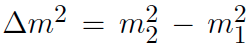 Δm² = m₂² − m₁²